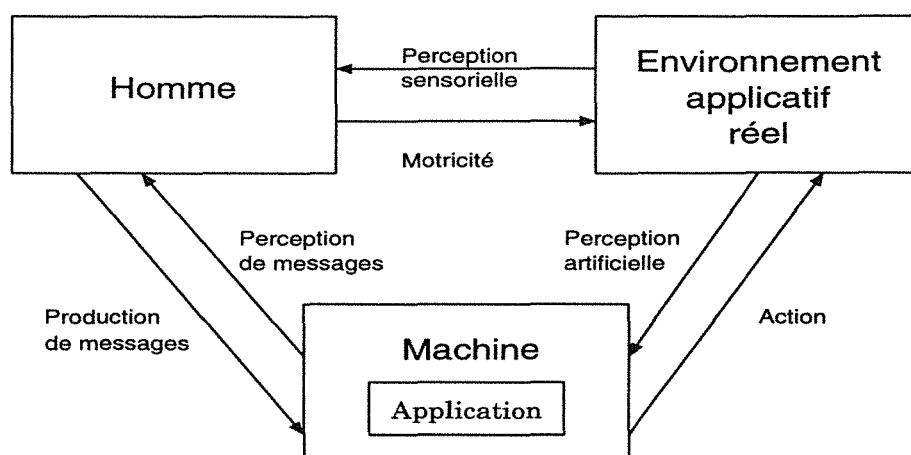 Homme
Perception
sensorielle
Environnement
applicatif
réel
Motricité
Perception
de messages
Perception
artificielle
Production
de messages
Action
Machine
Application